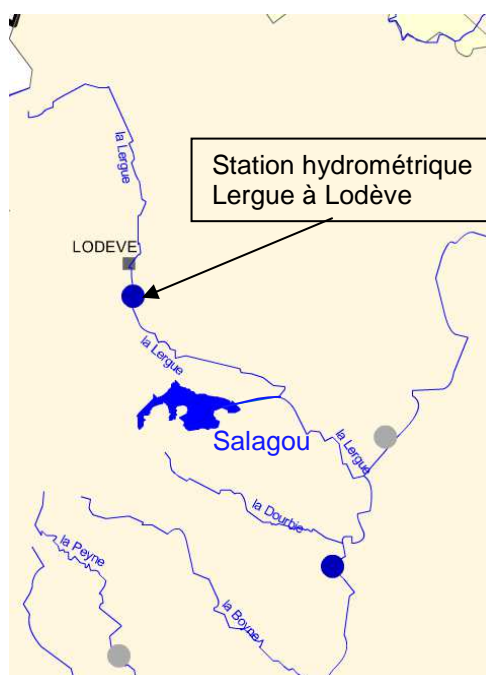 la Lergue
Station hydrométrique
Lergue à Lodève
LODEVE
la Lergue
Salagou
la Lergue
la Dourbie
la Peyne
la Boyne